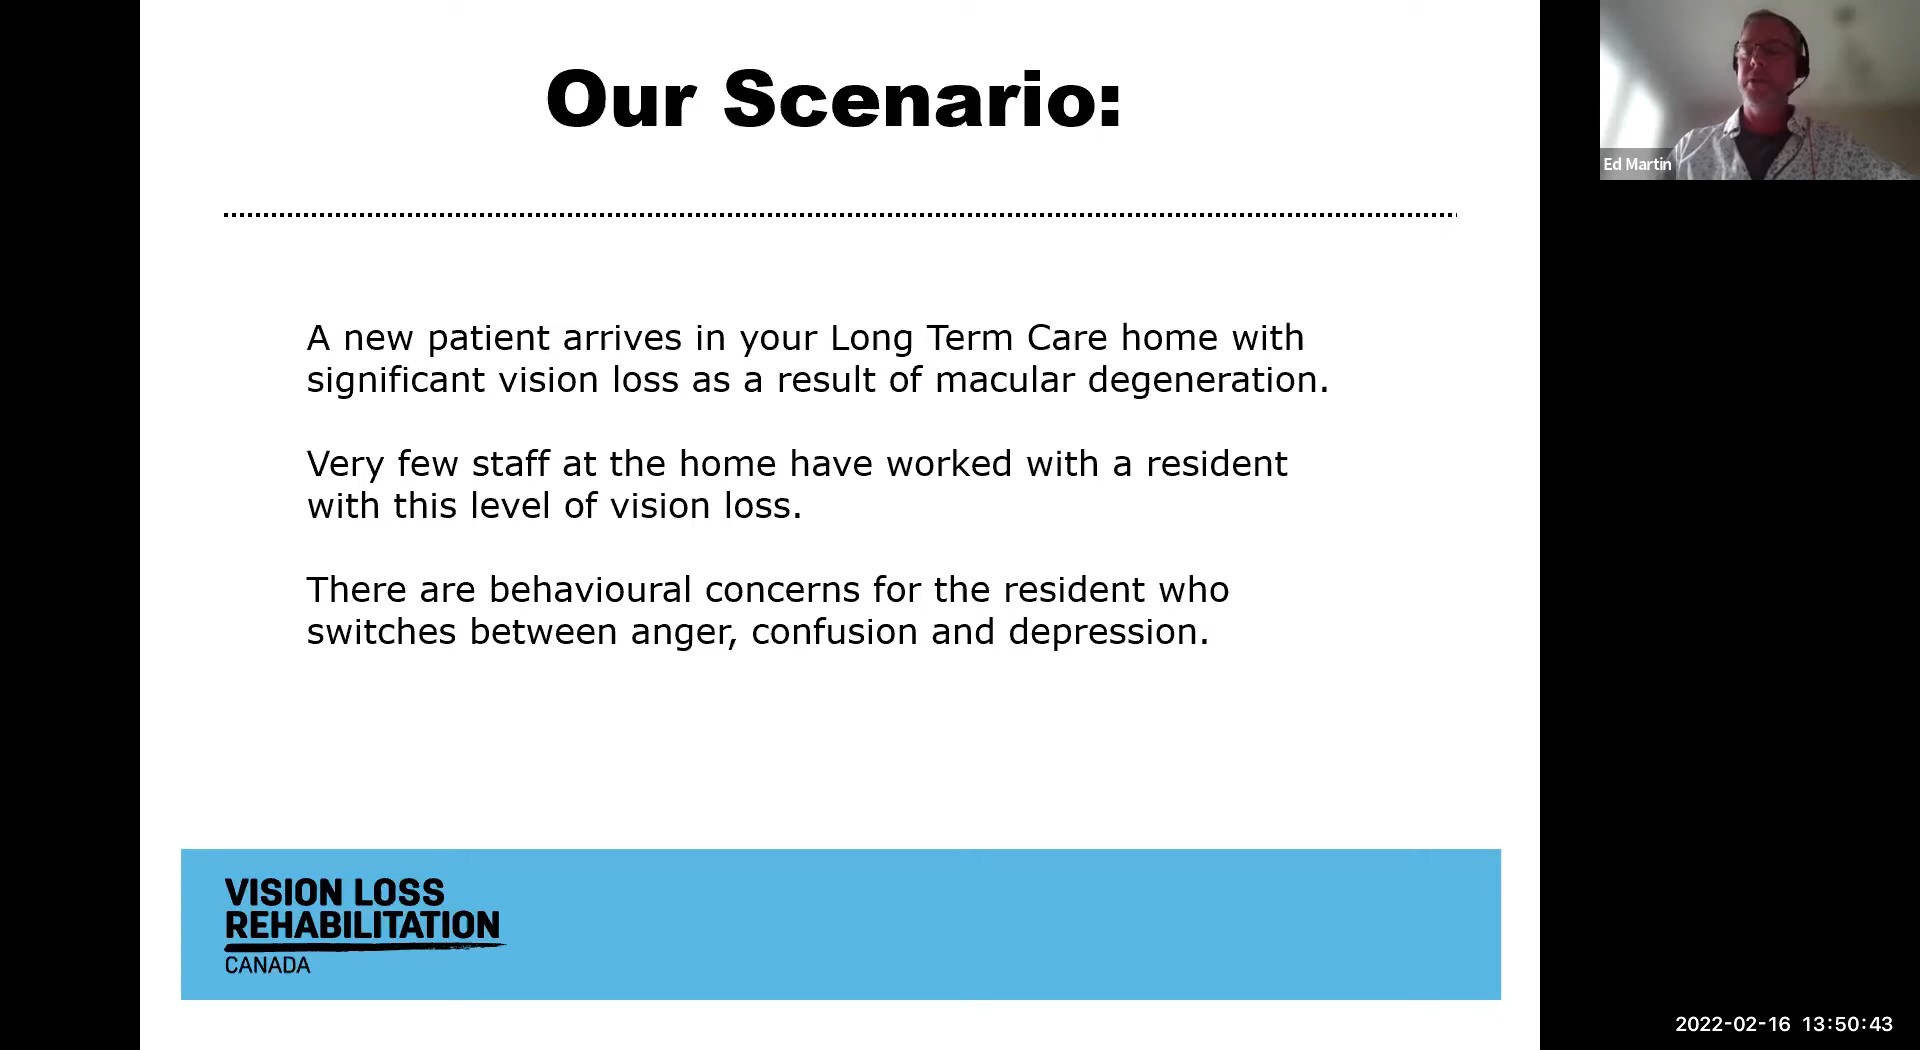 Our Scenario:
Ed Martin
A new patient arrives in your Long Term Care home with
significant vision loss as a result of macular degeneration.
Very few staff at the home have worked with a resident
with this level of vision loss.
There are behavioural concerns for the resident who
switches between anger, confusion and depression.
VISION LOSS
REHABILITATION
CANADA
2022-02-16 13:50:43